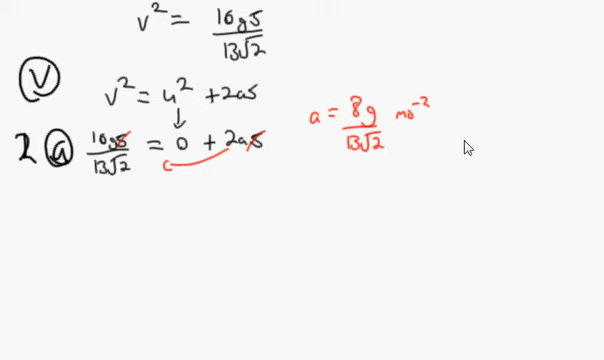 v² = 16gs/13√2
(V) v² = u² + 2as
↓
2 (a) 16gs/13√2 = 0 + 2as
a = 8g/13√2 ms⁻²